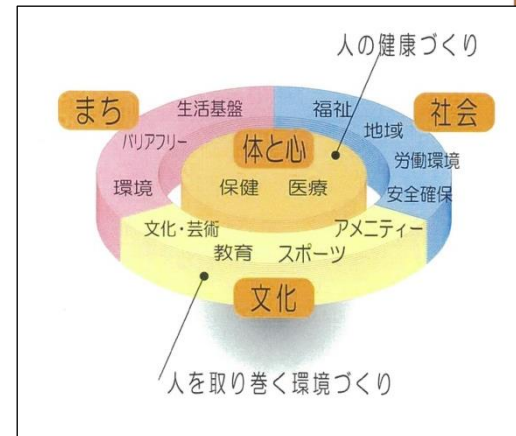 人の健康づくり
まち
生活基盤
バリアフリー
環境
福祉
社会
地域
労働環境
安全確保
体と心
保健 医療
文化・芸術
教育 スポーツ
アメニティー
文化
人を取り巻く環境づくり